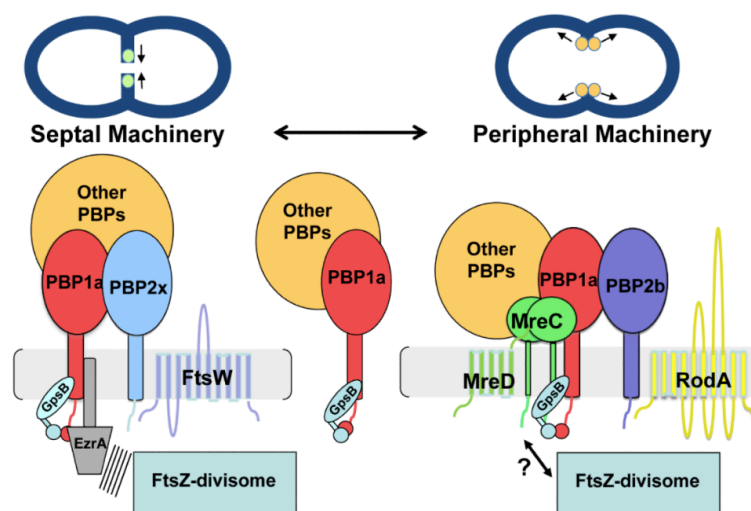 Septal Machinery
Peripheral Machinery
Other
PBPs
PBP1a
PBP2x
FtsW
GpsB
EzrA
FtsZ-divisome
Other
PBPs
PBP1a
GpsB
Other
PBPs
PBP1a
PBP2b
MreC
MreD
RodA
GpsB
?
FtsZ-divisome